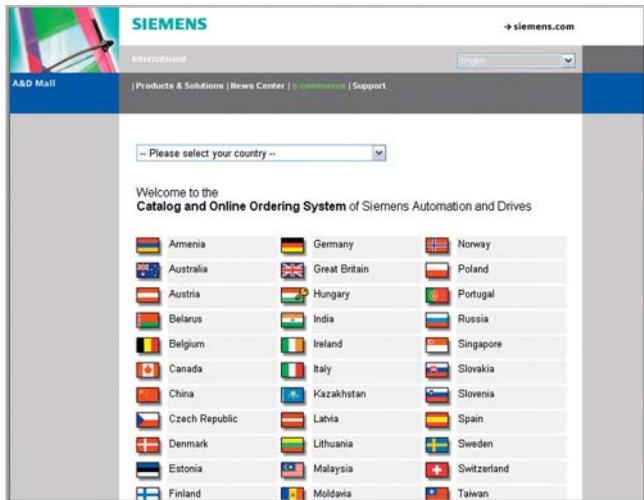 SIEMENS
→ siemens.com
International
English
A&D Mall
| Products & Solutions | News Center | e-commerce | Support
-- Please select your country --
Welcome to the
Catalog and Online Ordering System of Siemens Automation and Drives
Armenia Germany Norway
Australia Great Britain Poland
Austria Hungary Portugal
Belarus India Russia
Belgium Ireland Singapore
Canada Italy Slovakia
China Kazakhstan Slovenia
Czech Republic Latvia Spain
Denmark Lithuania Sweden
Estonia Malaysia Switzerland
Finland Moldavia Taiwan